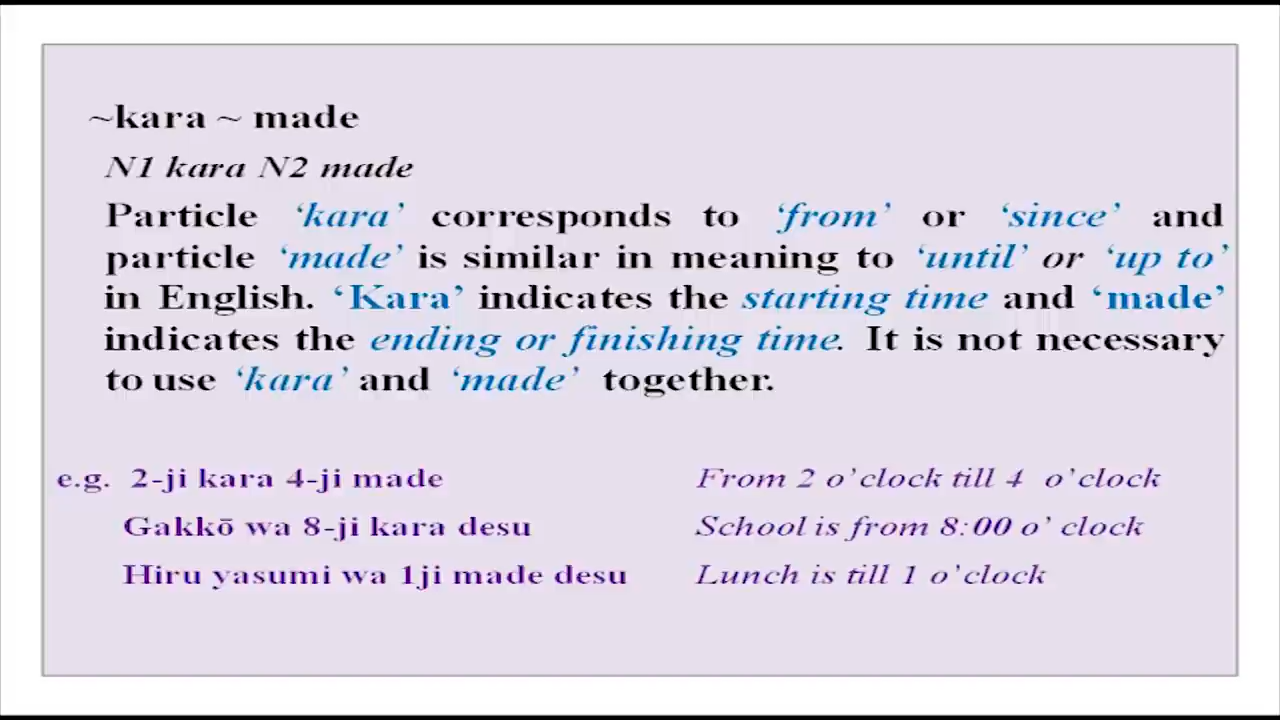 ~kara ~ made
N1 kara N2 made
Particle ‘kara’ corresponds to ‘from’ or ‘since’ and
particle ‘made’ is similar in meaning to ‘until’ or ‘up to’
in English. ‘Kara’ indicates the starting time and ‘made’
indicates the ending or finishing time. It is not necessary
to use ‘kara’ and ‘made’ together.
e.g. 2-ji kara 4-ji made From 2 o’clock till 4 o’clock
Gakkō wa 8-ji kara desu School is from 8:00 o’ clock
Hiru yasumi wa 1ji made desu Lunch is till 1 o’clock